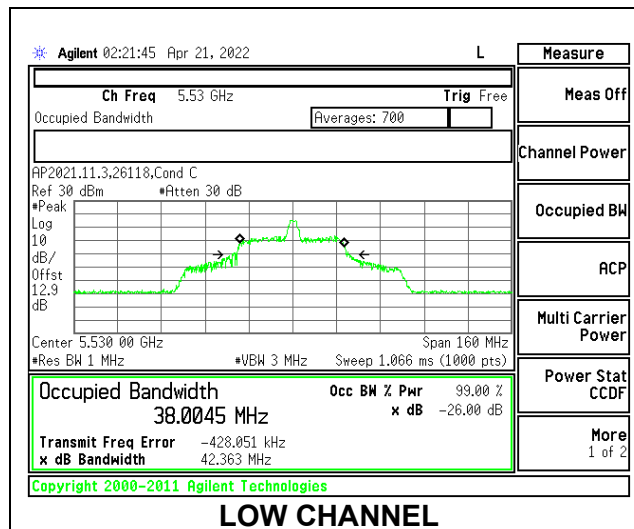 Agilent 02:21:45 Apr 21, 2022 L Measure
Ch Freq 5.53 GHz Trig Free
Meas Off
Occupied Bandwidth Averages: 700
Channel Power
AP2021.11.3,26118,Cond C
Ref 30 dBm #Atten 30 dB
#Peak
Log
10
dB/
Offst
12.9
dB
Occupied BW
ACP
Center 5.530 00 GHz Span 160 MHz
#Res BW 1 MHz #VBW 3 MHz Sweep 1.066 ms (1000 pts)
Multi Carrier
Power
Occupied Bandwidth Occ BW % Pwr 99.00 %
38.0045 MHz x dB -26.00 dB
Power Stat
CCDF
Transmit Freq Error -428.051 kHz
x dB Bandwidth 42.363 MHz
More
1 of 2
Copyright 2000-2011 Agilent Technologies
LOW CHANNEL